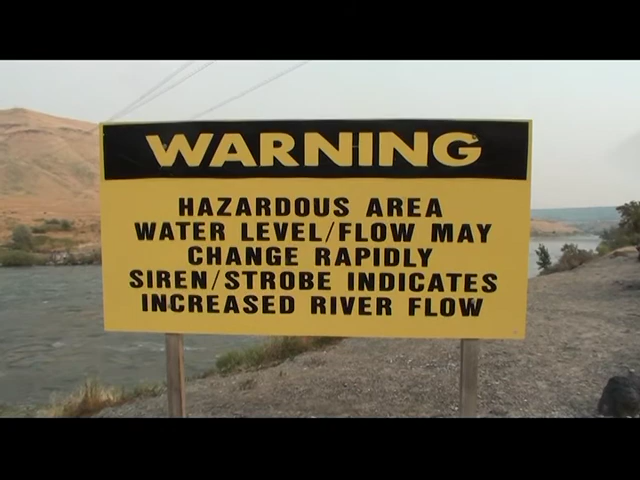 WARNING
HAZARDOUS AREA
WATER LEVEL/FLOW MAY
CHANGE RAPIDLY
SIREN/STROBE INDICATES
INCREASED RIVER FLOW